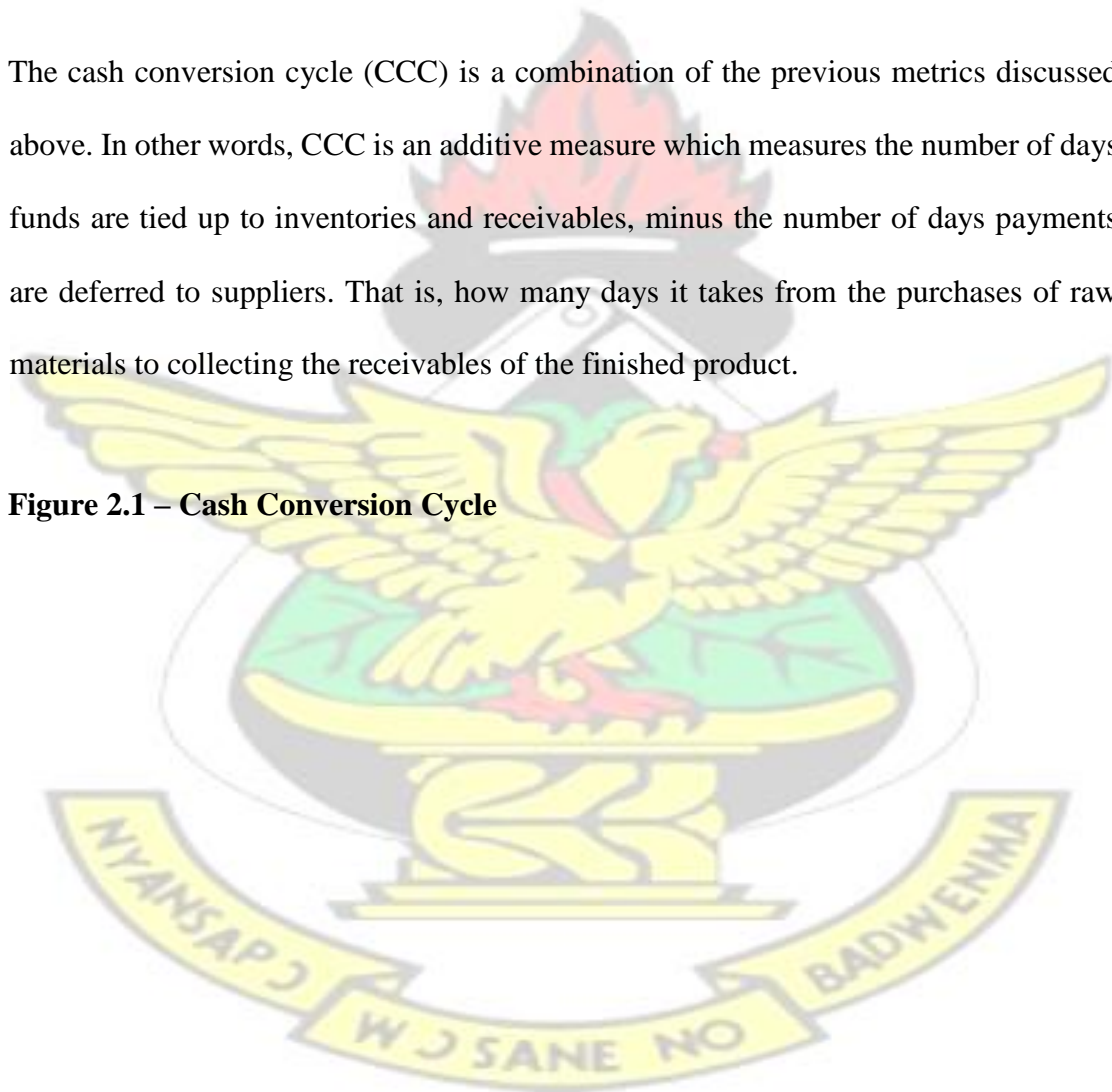 The cash conversion cycle (CCC) is a combination of the previous metrics discussed
above. In other words, CCC is an additive measure which measures the number of days
funds are tied up to inventories and receivables, minus the number of days payments
are deferred to suppliers. That is, how many days it takes from the purchases of raw
materials to collecting the receivables of the finished product.
Figure 2.1 – Cash Conversion Cycle
NYANSAPƆ
WƆSANE NO
BADWENMA